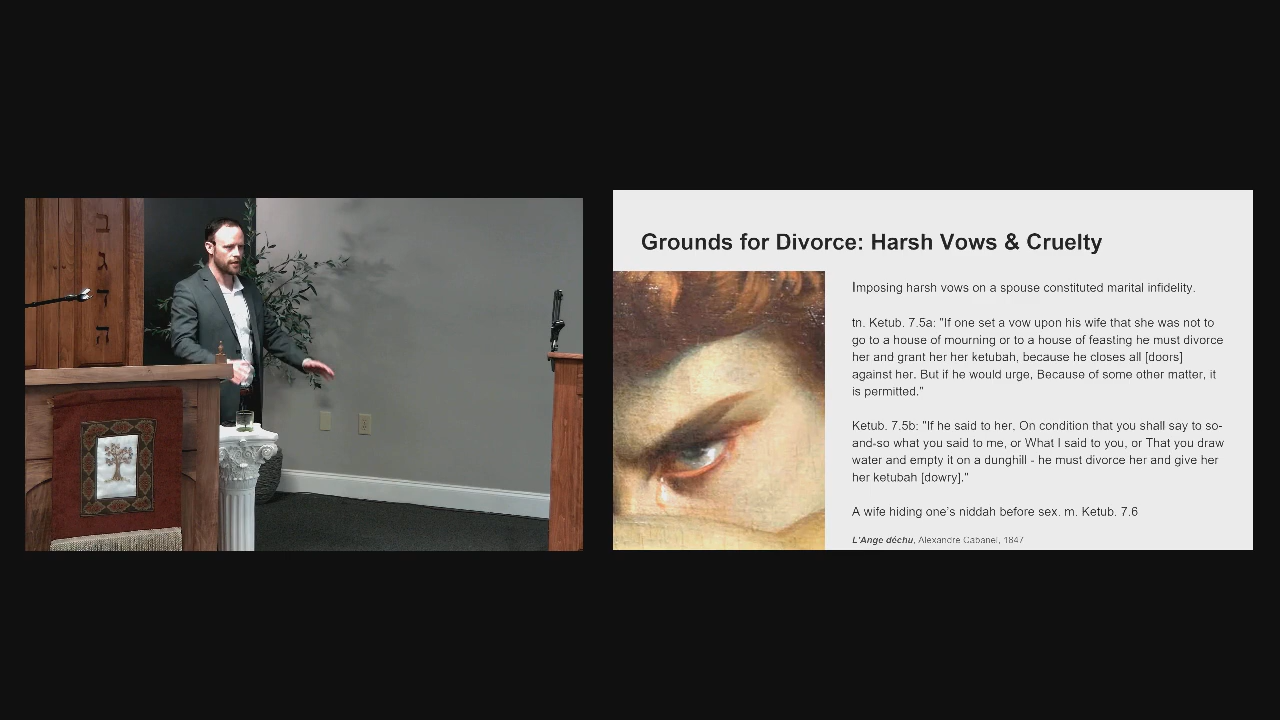 Grounds for Divorce: Harsh Vows & Cruelty
Imposing harsh vows on a spouse constituted marital infidelity.
tn. Ketub. 7.5a: "If one set a vow upon his wife that she was not to
go to a house of mourning or to a house of feasting he must divorce
her and grant her her ketubah, because he closes all [doors]
against her. But if he would urge, Because of some other matter, it
is permitted."
Ketub. 7.5b: "If he said to her. On condition that you shall say to so-
and-so what you said to me, or What I said to you, or That you draw
water and empty it on a dunghill - he must divorce her and give her
her ketubah [dowry]."
A wife hiding one's niddah before sex. m. Ketub. 7.6
L'Ange déchu, Alexandre Cabanel, 1847